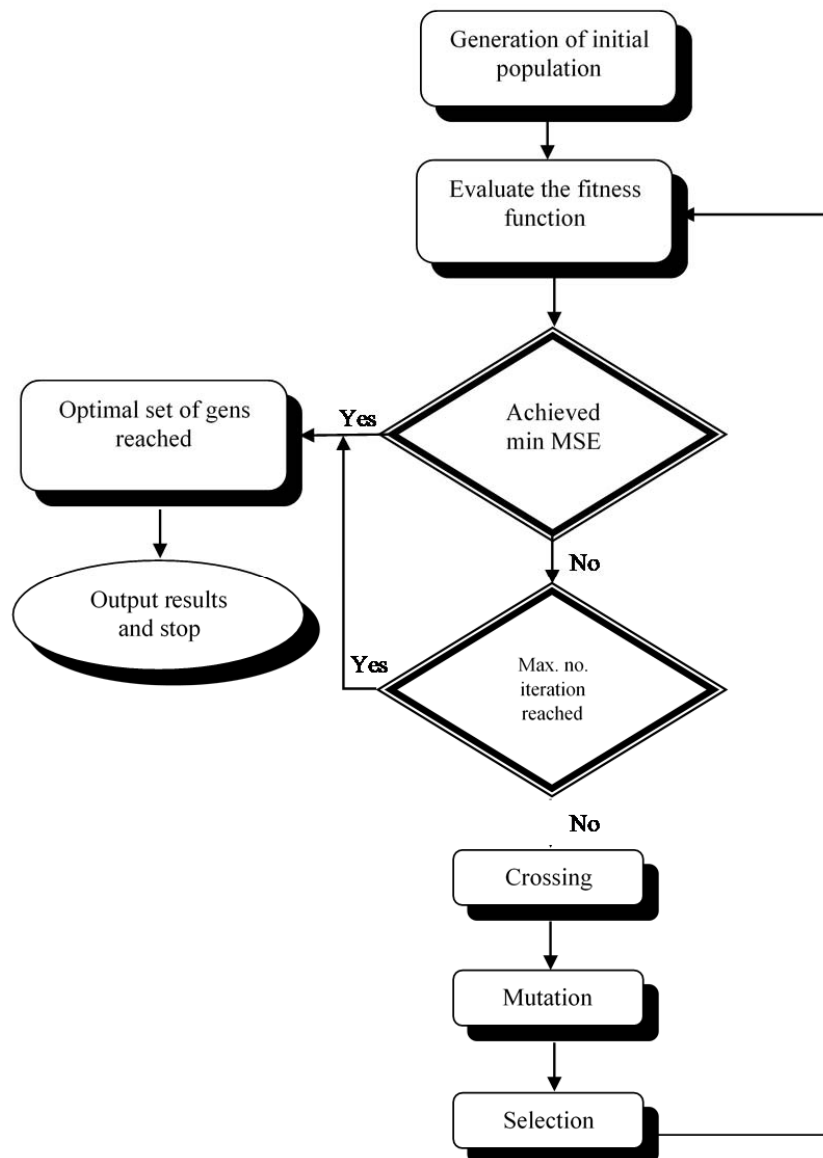 Generation of initial
population
Evaluate the fitness
function
Achieved
min MSE
Yes
Optimal set of gens
reached
Output results
and stop
No
Max. no.
iteration
reached
Yes
No
Crossing
Mutation
Selection